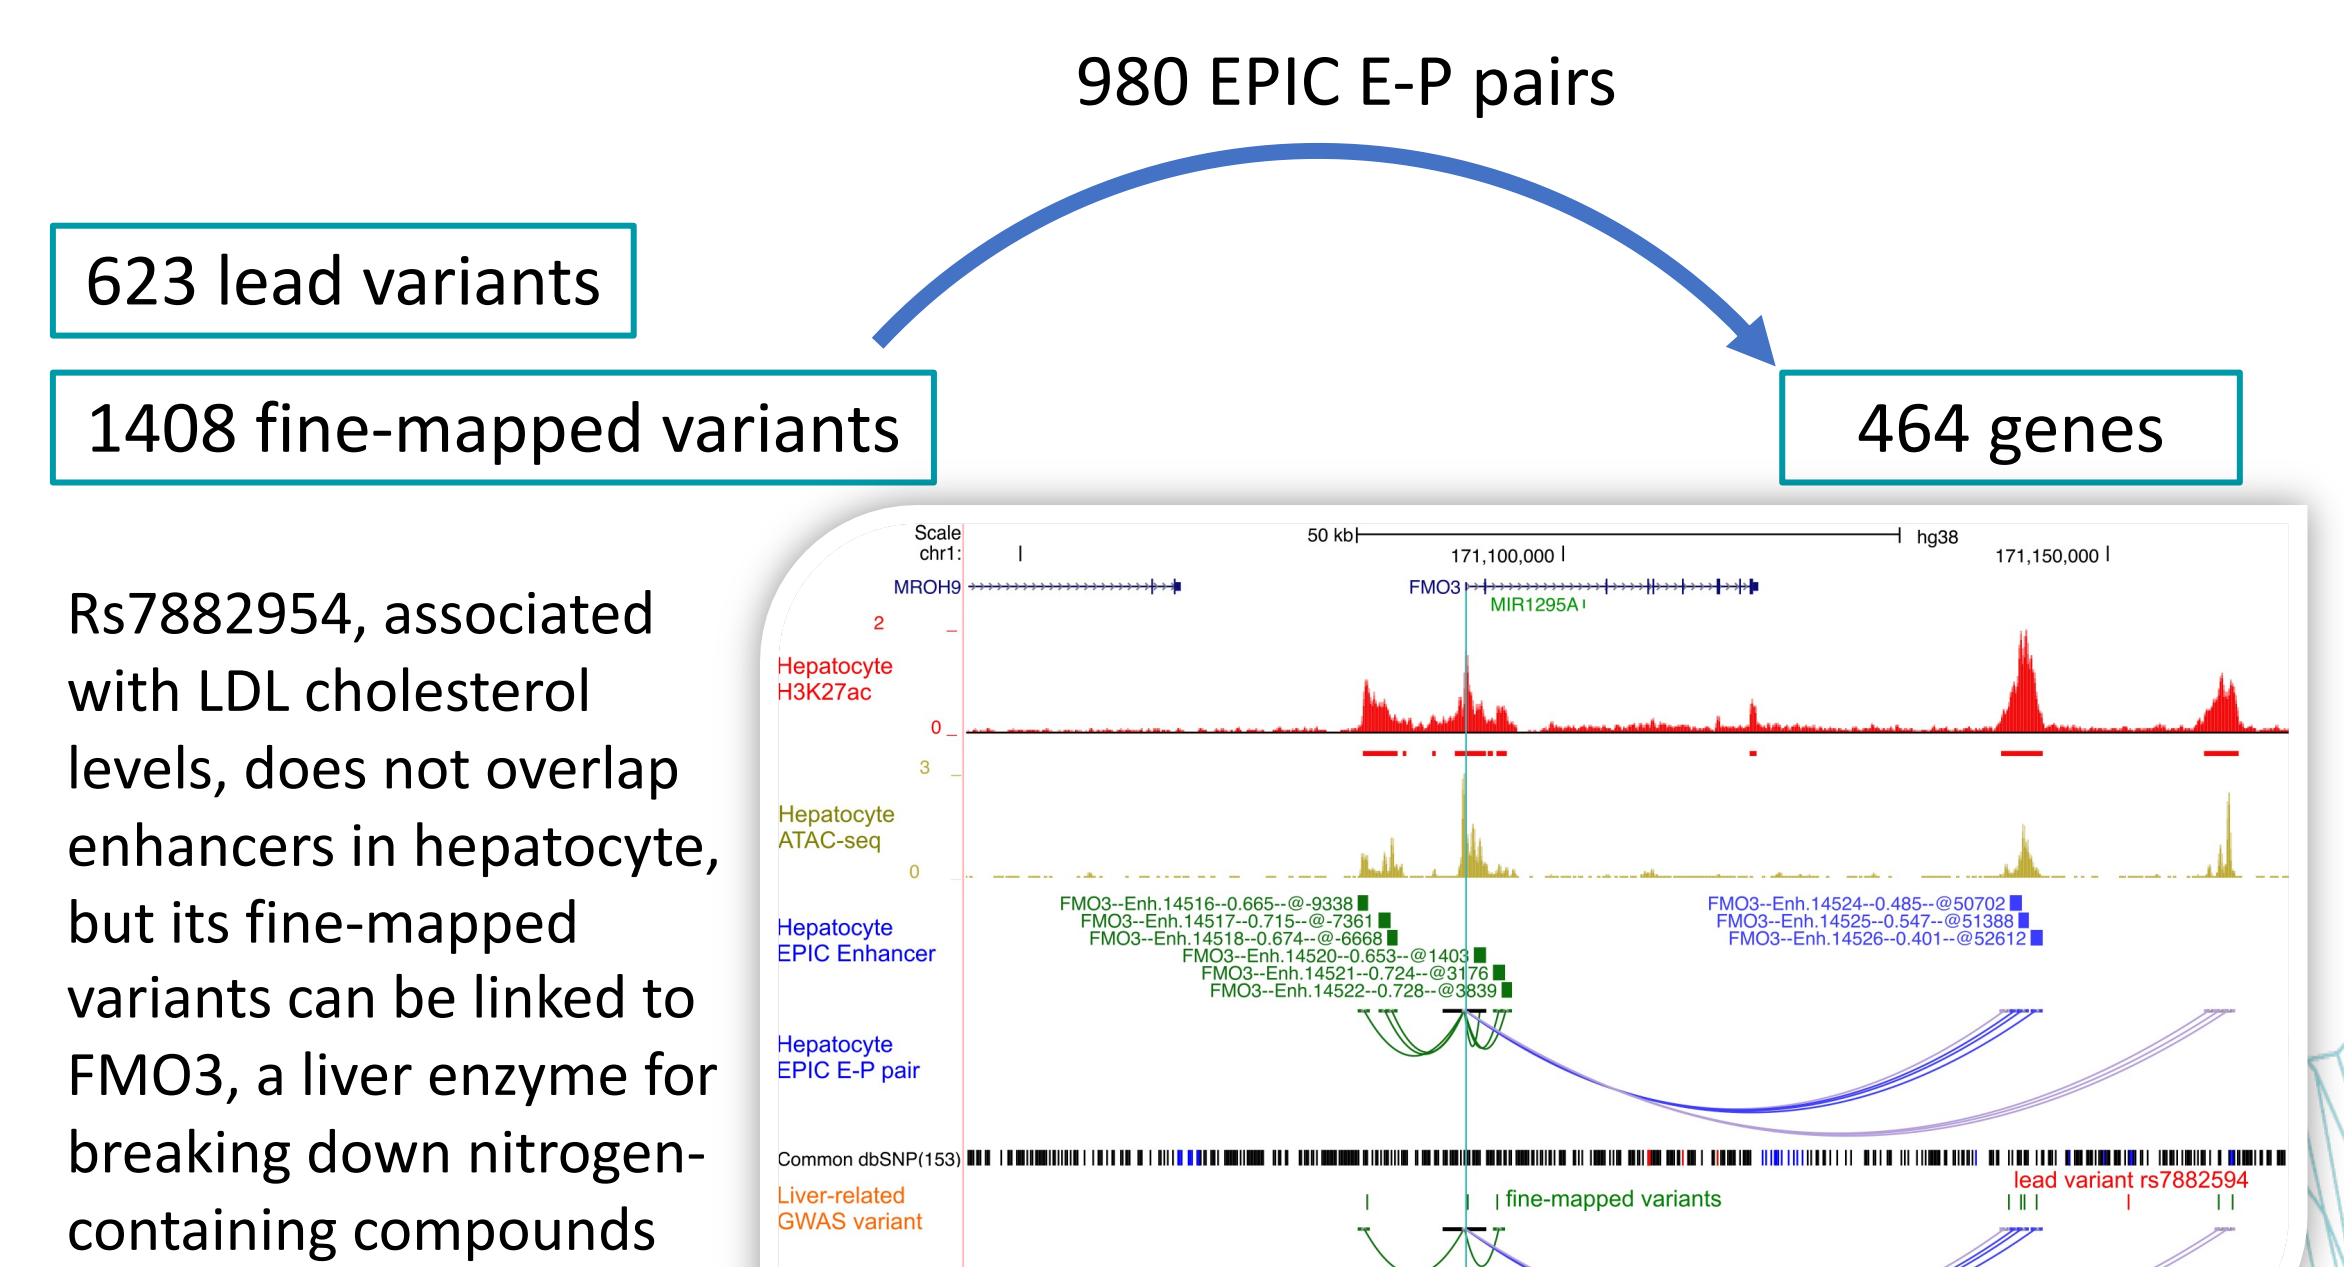 980 EPIC E-P pairs
623 lead variants
1408 fine-mapped variants
464 genes
Rs7882954, associated
with LDL cholesterol
levels, does not overlap
enhancers in hepatocyte,
but its fine-mapped
variants can be linked to
FMO3, a liver enzyme for
breaking down nitrogen-
containing compounds
Scale
50 kb
hg38
chr1:
171,100,000
171,150,000
MROH9
FMO3
MIR1295A
2
Hepatocyte
H3K27ac
0
3
Hepatocyte
ATAC-seq
0
Hepatocyte
EPIC Enhancer
FMO3--Enh.14516--0.665--@-9338
FMO3--Enh.14517--0.715--@-7361
FMO3--Enh.14518--0.674--@-6668
FMO3--Enh.14520--0.653--@1403
FMO3--Enh.14521--0.724--@3176
FMO3--Enh.14522--0.728--@3839
FMO3--Enh.14524--0.485--@50702
FMO3--Enh.14525--0.547--@51388
FMO3--Enh.14526--0.401--@52612
Hepatocyte
EPIC E-P pair
Common dbSNP(153)
lead variant rs7882594
Liver-related
GWAS variant
fine-mapped variants